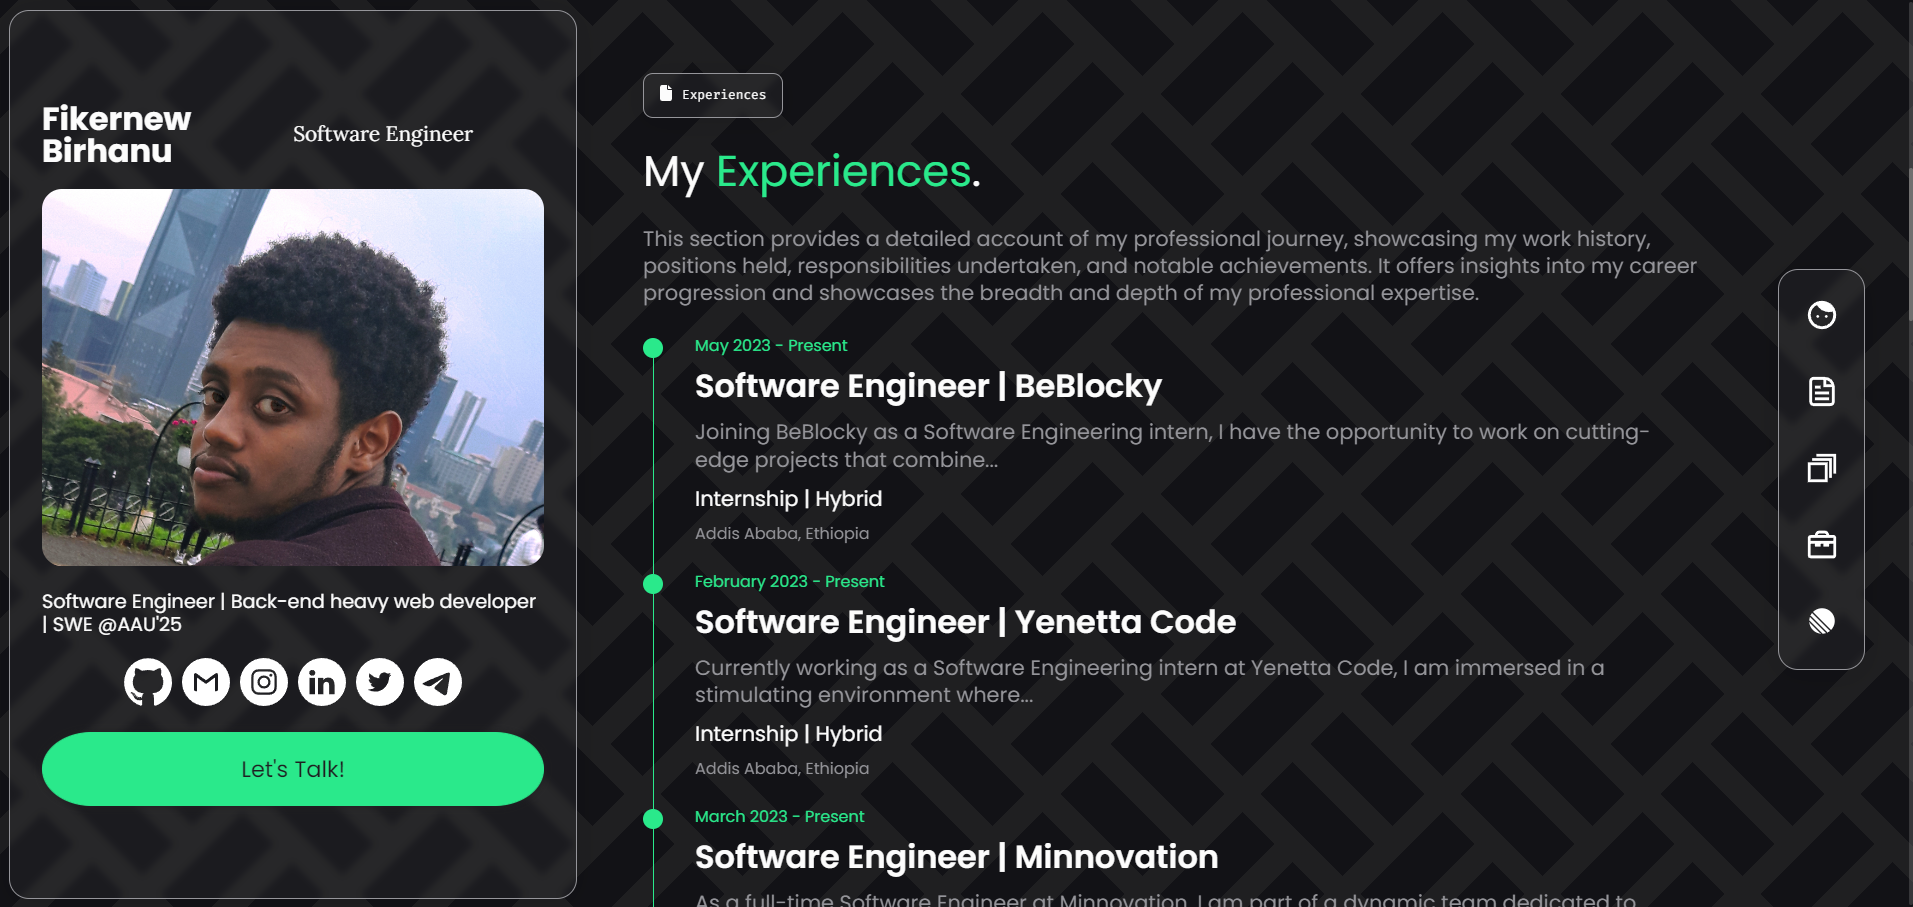 Fikernew
Birhanu
Software Engineer
Software Engineer | Back-end heavy web developer
| SWE @AAU'25
Let's Talk!
Experiences
My Experiences.
This section provides a detailed account of my professional journey, showcasing my work history,
positions held, responsibilities undertaken, and notable achievements. It offers insights into my career
progression and showcases the breadth and depth of my professional expertise.
May 2023 - Present
Software Engineer | BeBlocky
Joining BeBlocky as a Software Engineering intern, I have the opportunity to work on cutting-
edge projects that combine...
Internship | Hybrid
Addis Ababa, Ethiopia
February 2023 - Present
Software Engineer | Yenetta Code
Currently working as a Software Engineering intern at Yenetta Code, I am immersed in a
stimulating environment where...
Internship | Hybrid
Addis Ababa, Ethiopia
March 2023 - Present
Software Engineer | Minnovation
As a full-time Software Engineer at Minnovation, I am part of a dynamic team dedicated to